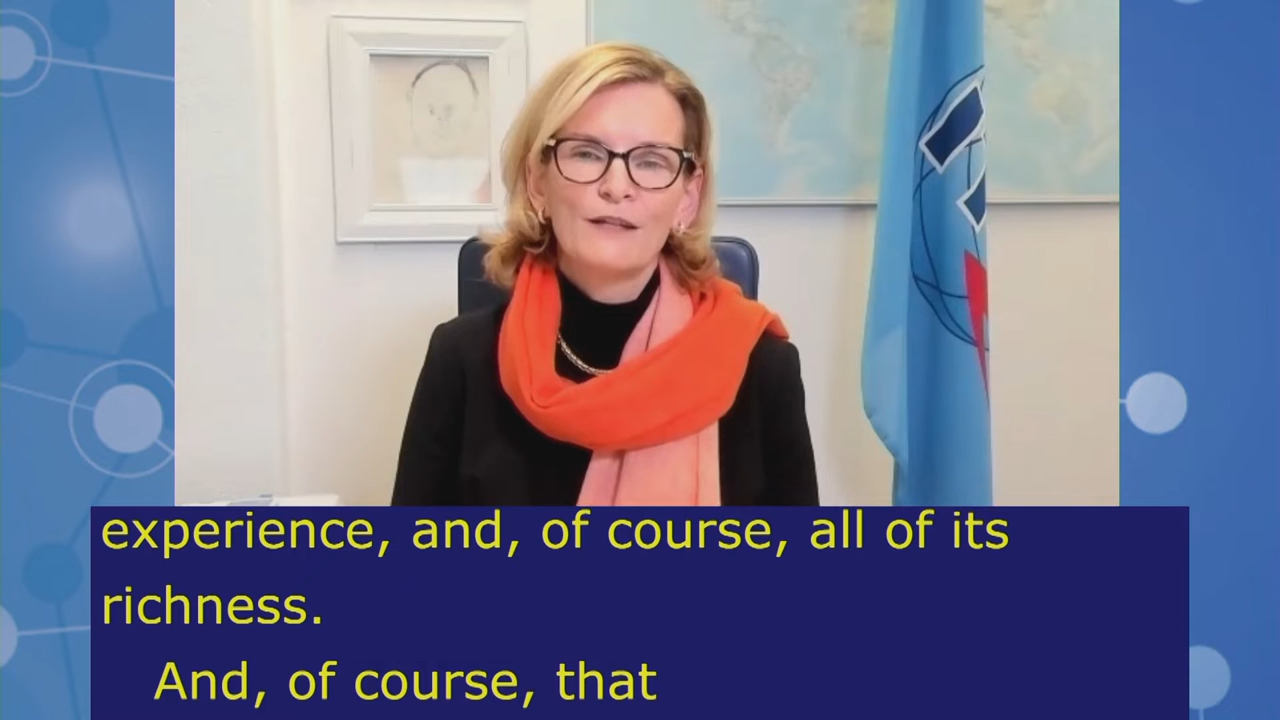 experience, and, of course, all of its
richness.
And, of course, that